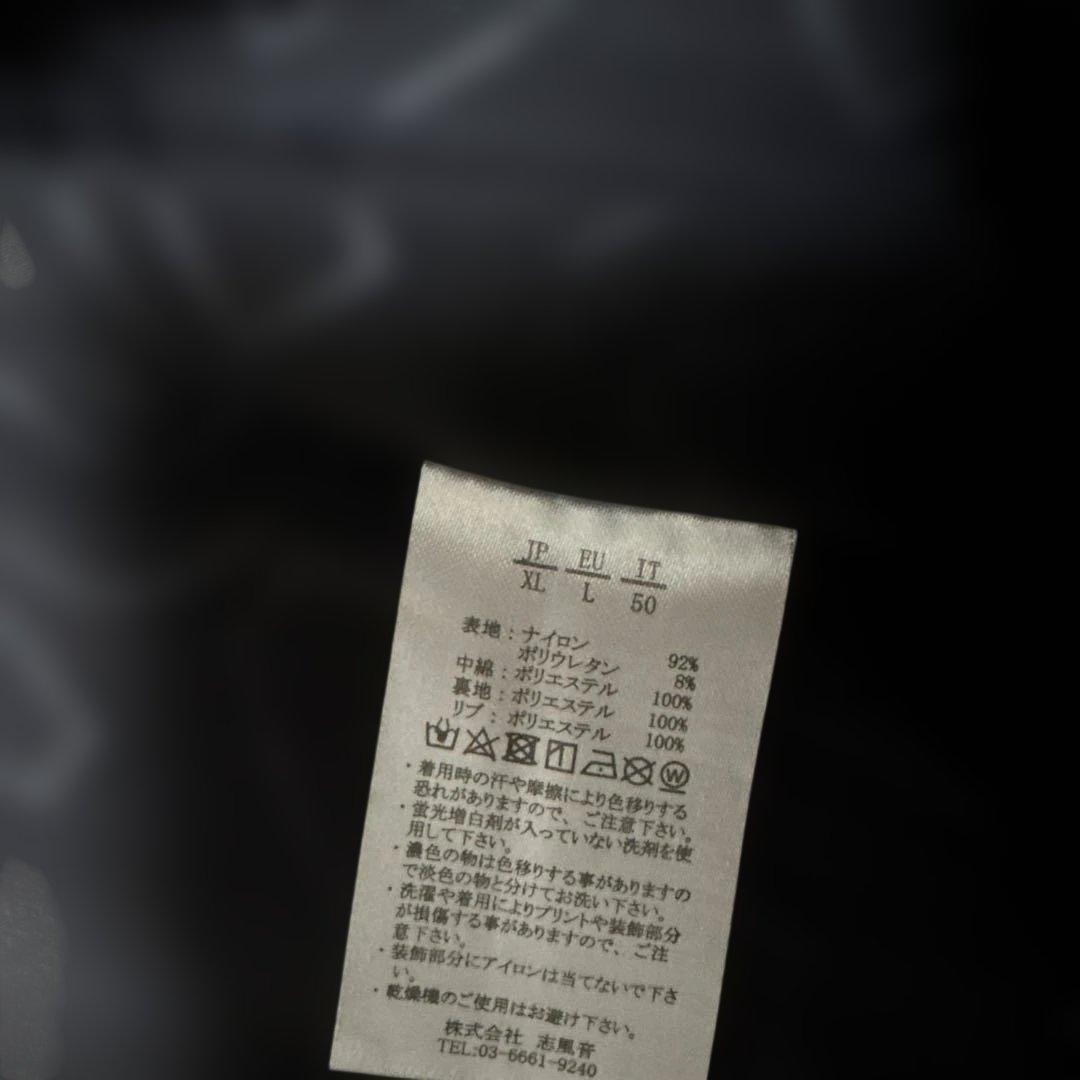 JP EU IT
XL L 50
表地：ナイロン 92%
ポリウレタン 8%
中綿：ポリエステル 100%
裏地：ポリエステル 100%
リブ：ポリエステル 100%
W
・着用時の汗や摩擦により色移りする
恐れがありますので、ご注意下さい。
・蛍光増白剤が入っていない洗剤を使
用して下さい。
・濃色の物は色移りする事がありますの
で淡色の物と分けてお洗い下さい。
・洗濯や着用によりプリントや装飾部分
が損傷する事がありますので、ご注
意下さい。
・装飾部分にアイロンは当てないで下さ
い。
・乾燥機のご使用はお避け下さい。
株式会社 志風音
TEL:03-6661-9240